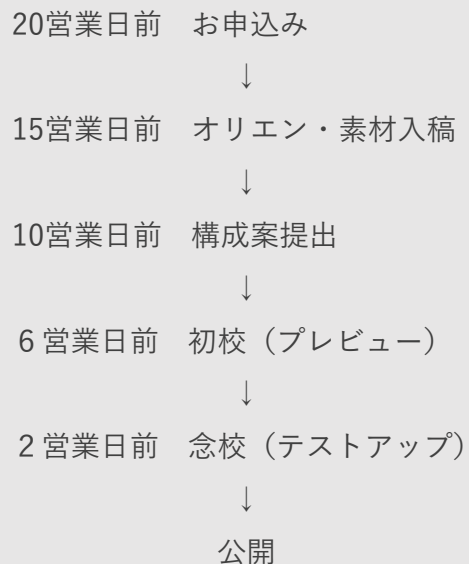 20営業日前　お申込み
↓
15営業日前　オリエン・素材入稿
↓
10営業日前　構成案提出
↓
６営業日前　初校（プレビュー）
↓
２営業日前　念校（テストアップ）
↓
公開